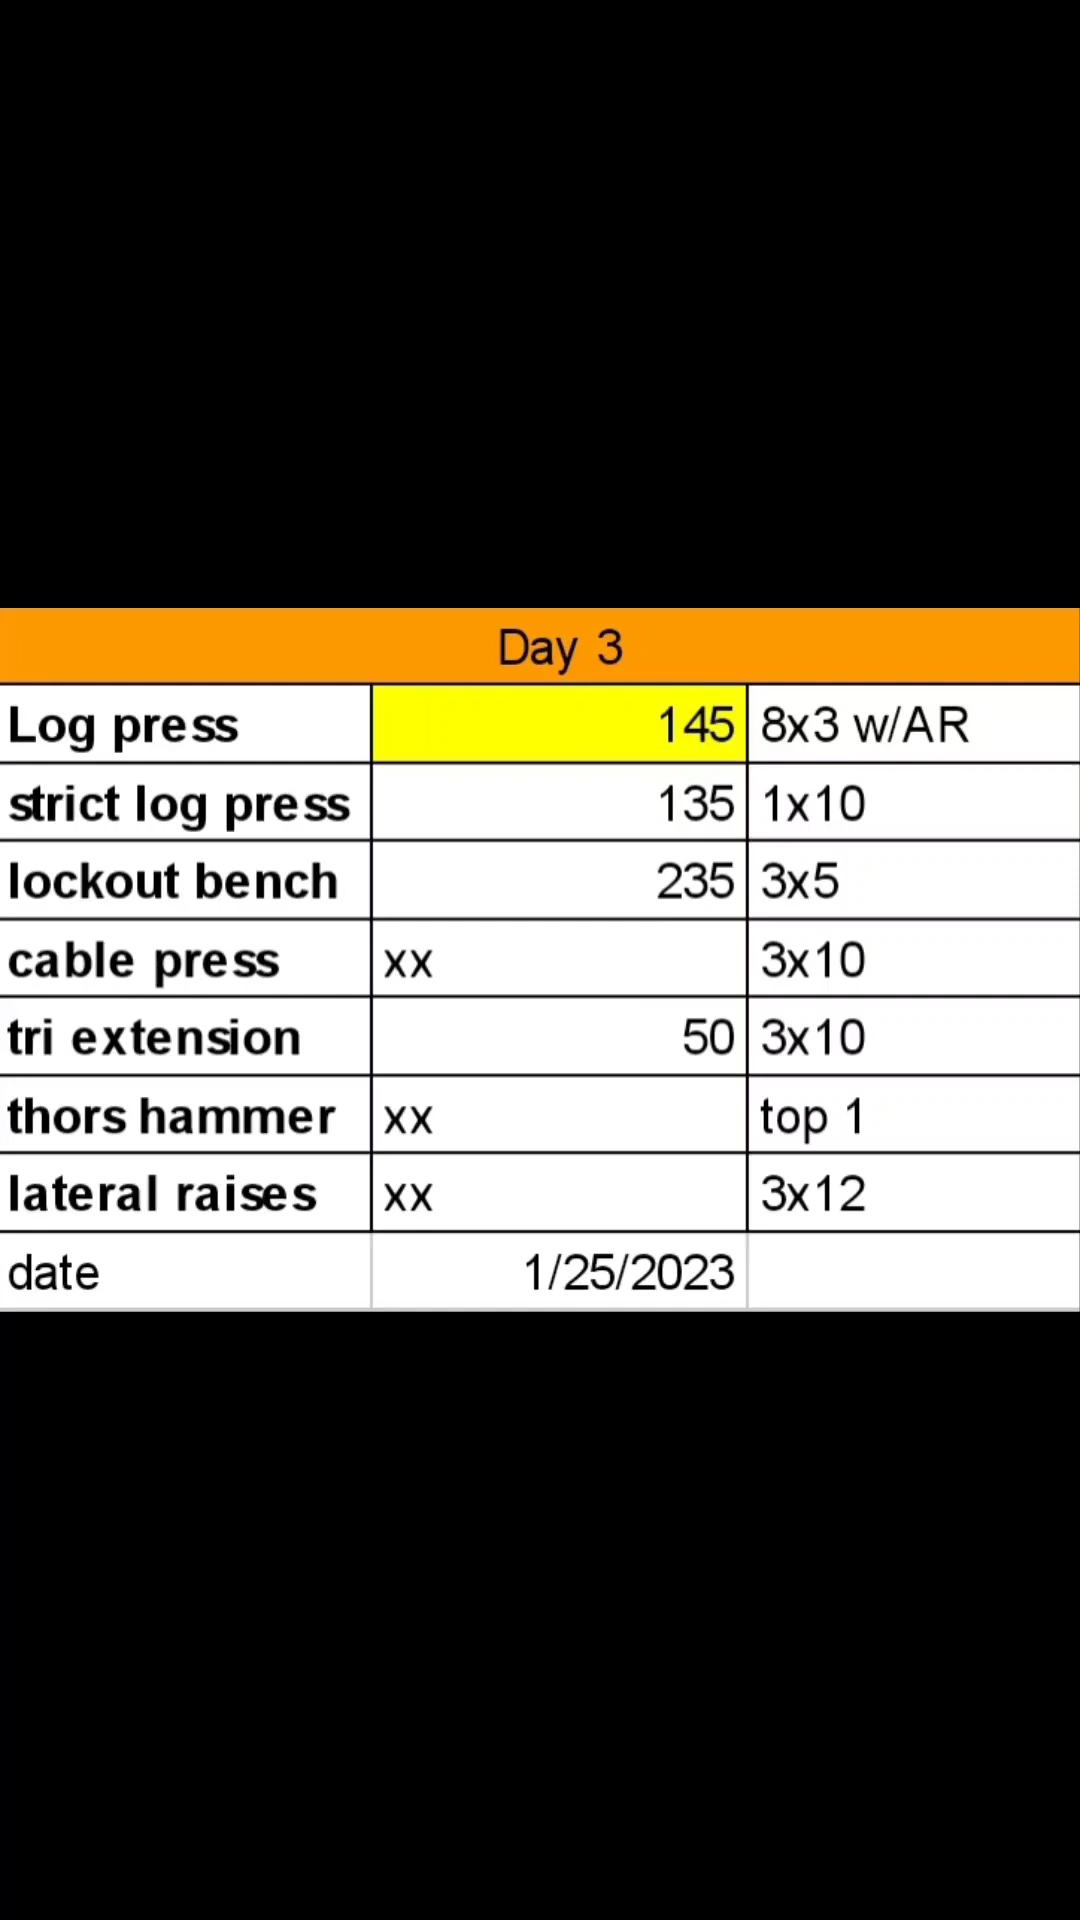 Day 3
Log press 145 8x3 w/AR
strict log press 135 1x10
lockout bench 235 3x5
cable press xx 3x10
tri extension 50 3x10
thors hammer xx top 1
lateral raises xx 3x12
date 1/25/2023